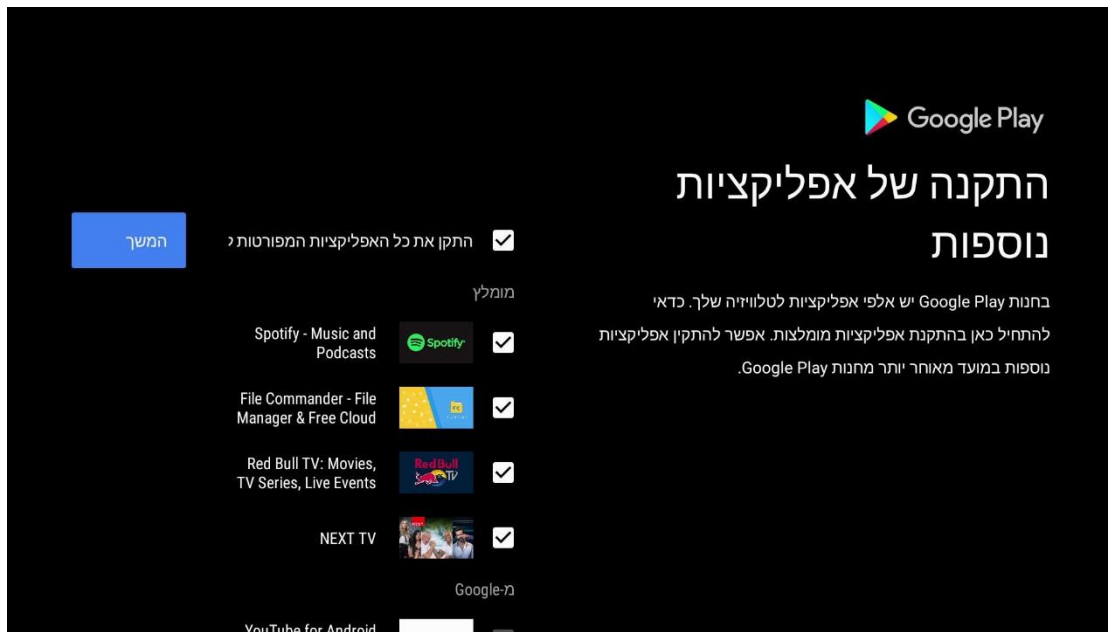 Google Play
התקנה של אפליקציות
נוספות
בחנות Google Play יש אלפי אפליקציות לטלוויזיה שלך. כדאי
להתחיל כאן בהתקנת אפליקציות מומלצות. אפשר להתקין אפליקציות
נוספות במועד מאוחר יותר מחנות Google Play.
התקן את כל האפליקציות המפורטות
המשך
מומלץ
Spotify
Spotify - Music and
Podcasts
File Commander - File
Manager & Free Cloud
Red Bull
TV
Red Bull TV: Movies,
TV Series, Live Events
NEXT TV
מ-Google
YouTube for Android